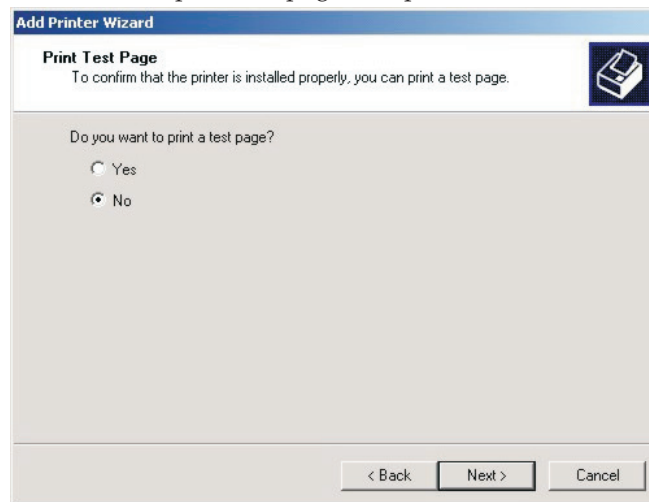 Add Printer Wizard
Print Test Page
To confirm that the printer is installed properly, you can print a test page.
Do you want to print a test page?
Yes
No
< Back Next > Cancel